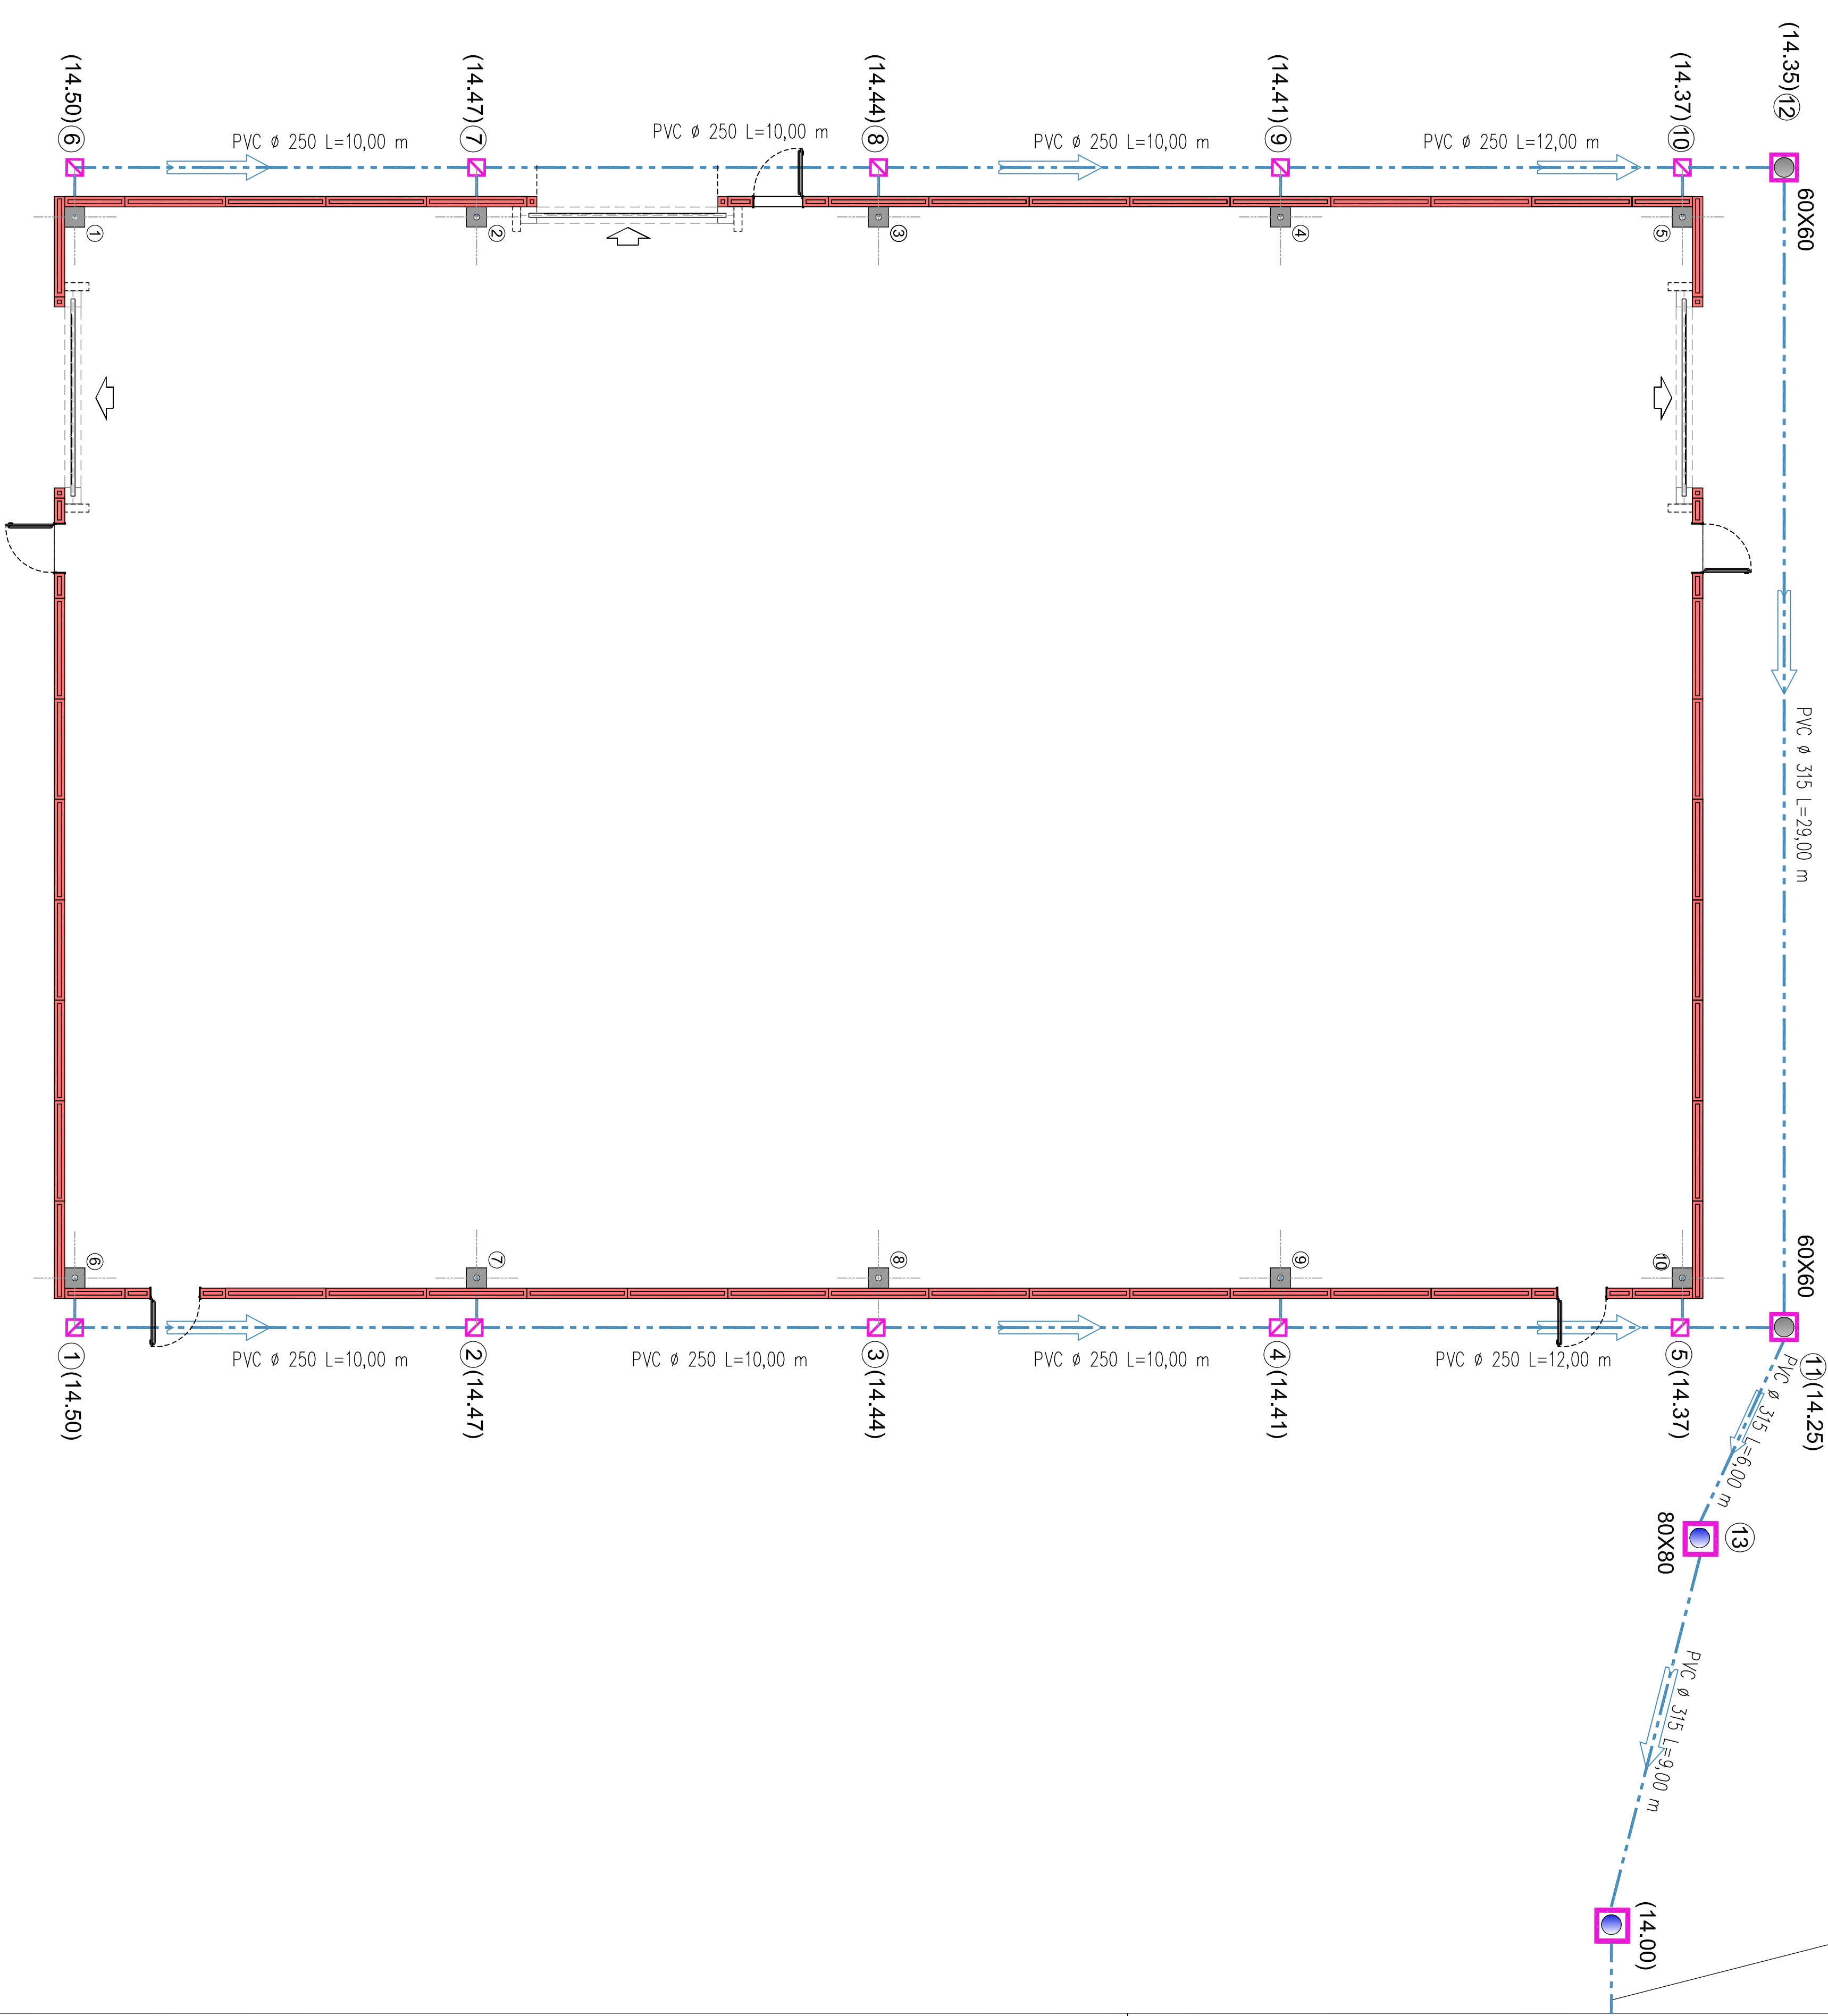 (14.35) 12
(14.50) 6
(14.47) 7
(14.44) 8
(14.41) 9
(14.37) 10
PVC ø 250 L=10,00 m
PVC ø 250 L=10,00 m
PVC ø 250 L=10,00 m
PVC ø 250 L=12,00 m
60X60
1
2
3
4
5
PVC ø 315 L=29,00 m
60X60
6
7
8
9
10
1 (14.50)
2 (14.47)
3 (14.44)
4 (14.41)
5 (14.37)
11 (14.25)
PVC ø 250 L=10,00 m
PVC ø 250 L=10,00 m
PVC ø 250 L=10,00 m
PVC ø 250 L=12,00 m
PVC ø 315 L=6,00 m
13
80X80
PVC ø 315 L=9,00 m
(14.00)